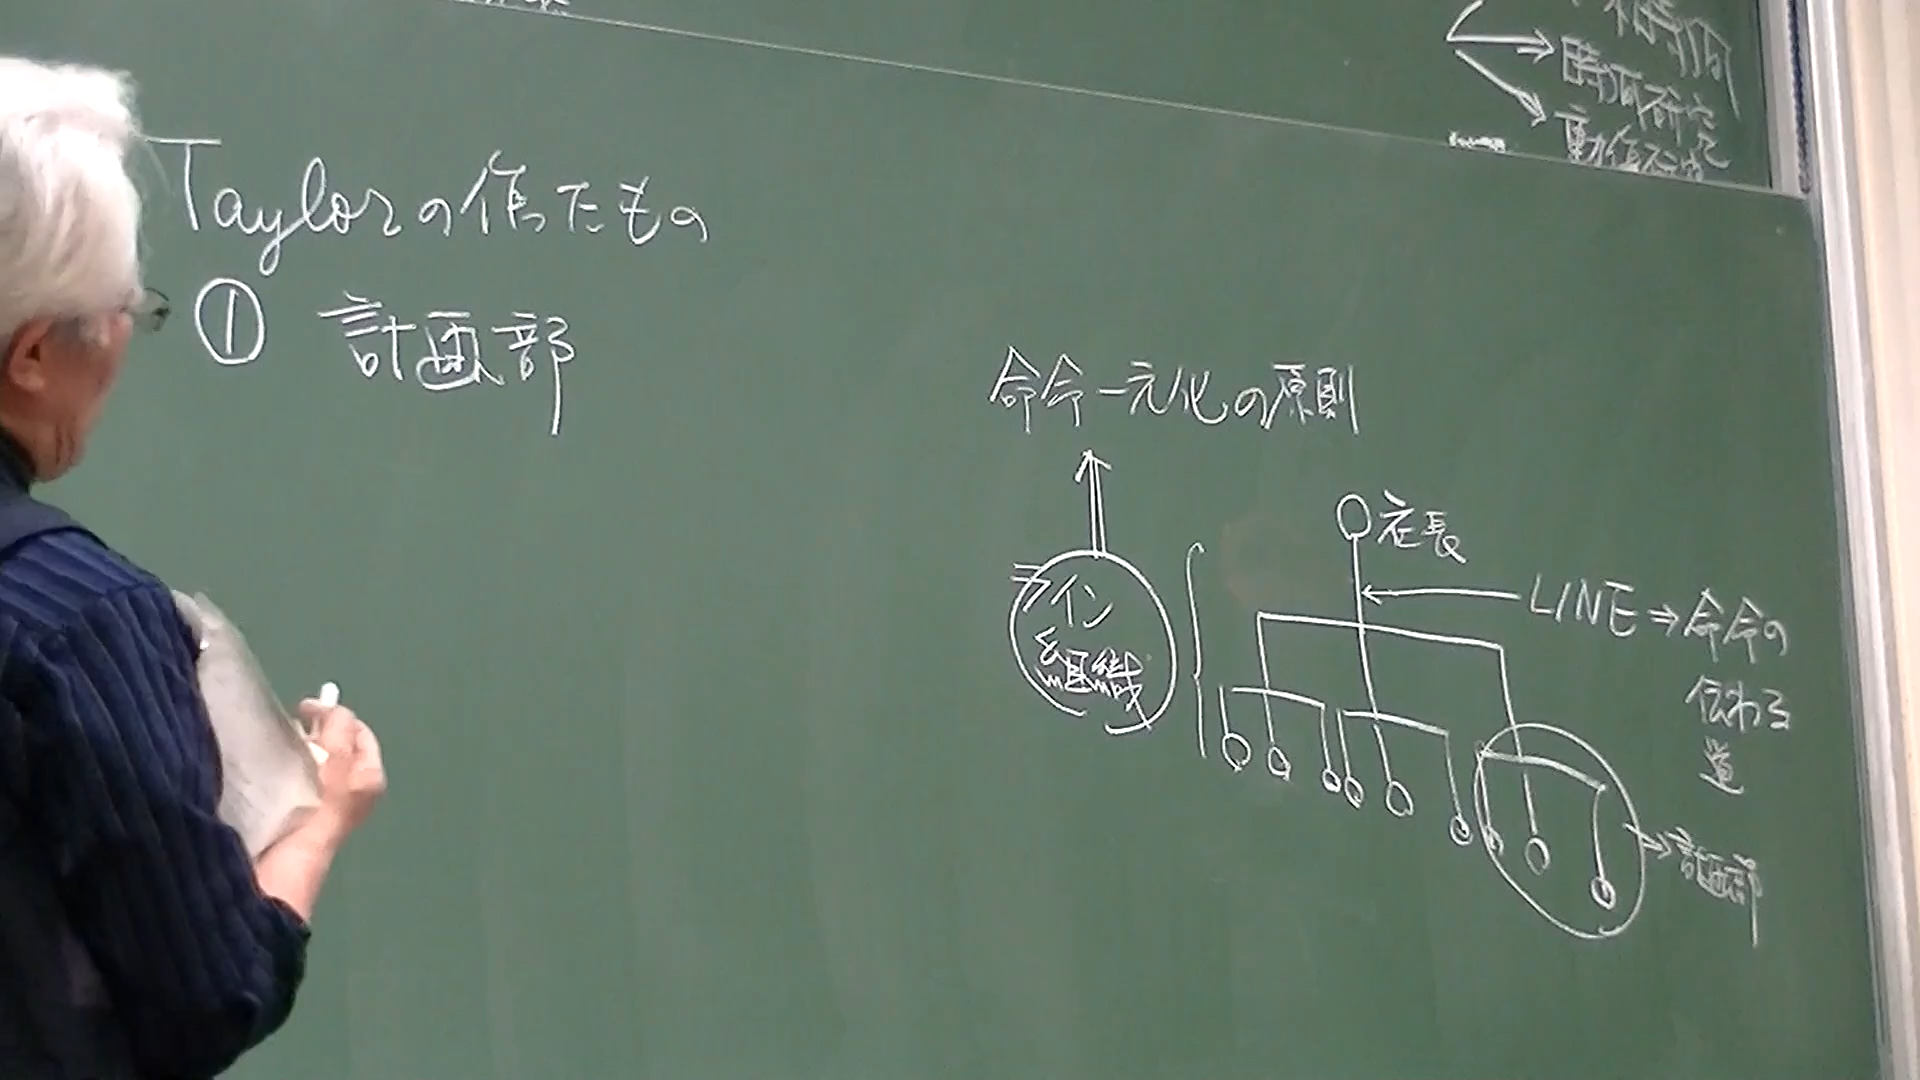 時間研究
動作研究
Taylorの作たもの
① 計画部
命令一元化の原則
社長
ライン
組織
LINE⇒命令の
伝わる
道
計画部